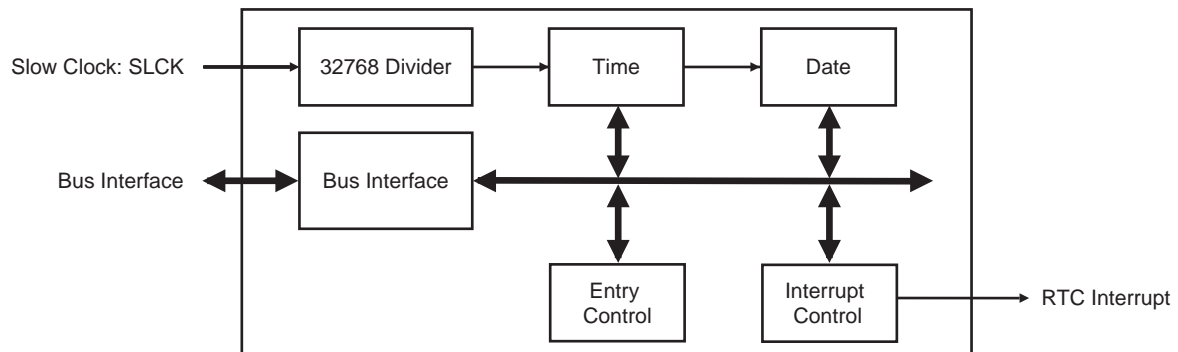 Slow Clock: SLCK
32768 Divider
Time
Date
Bus Interface
Bus Interface
Entry
Control
Interrupt
Control
RTC Interrupt